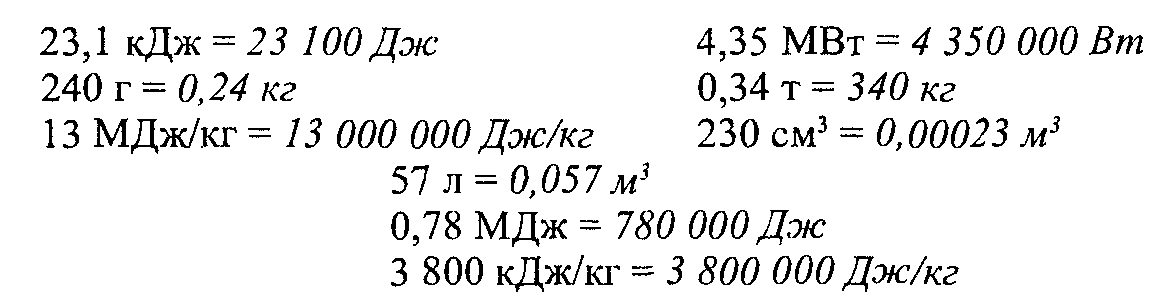 23,1 кДж = 23 100 Дж 4,35 МВт = 4 350 000 Вт
240 г = 0,24 кг 0,34 т = 340 кг
13 МДж/кг = 13 000 000 Дж/кг 230 см³ = 0,00023 м³
57 л = 0,057 м³
0,78 МДж = 780 000 Дж
3 800 кДж/кг = 3 800 000 Дж/кг